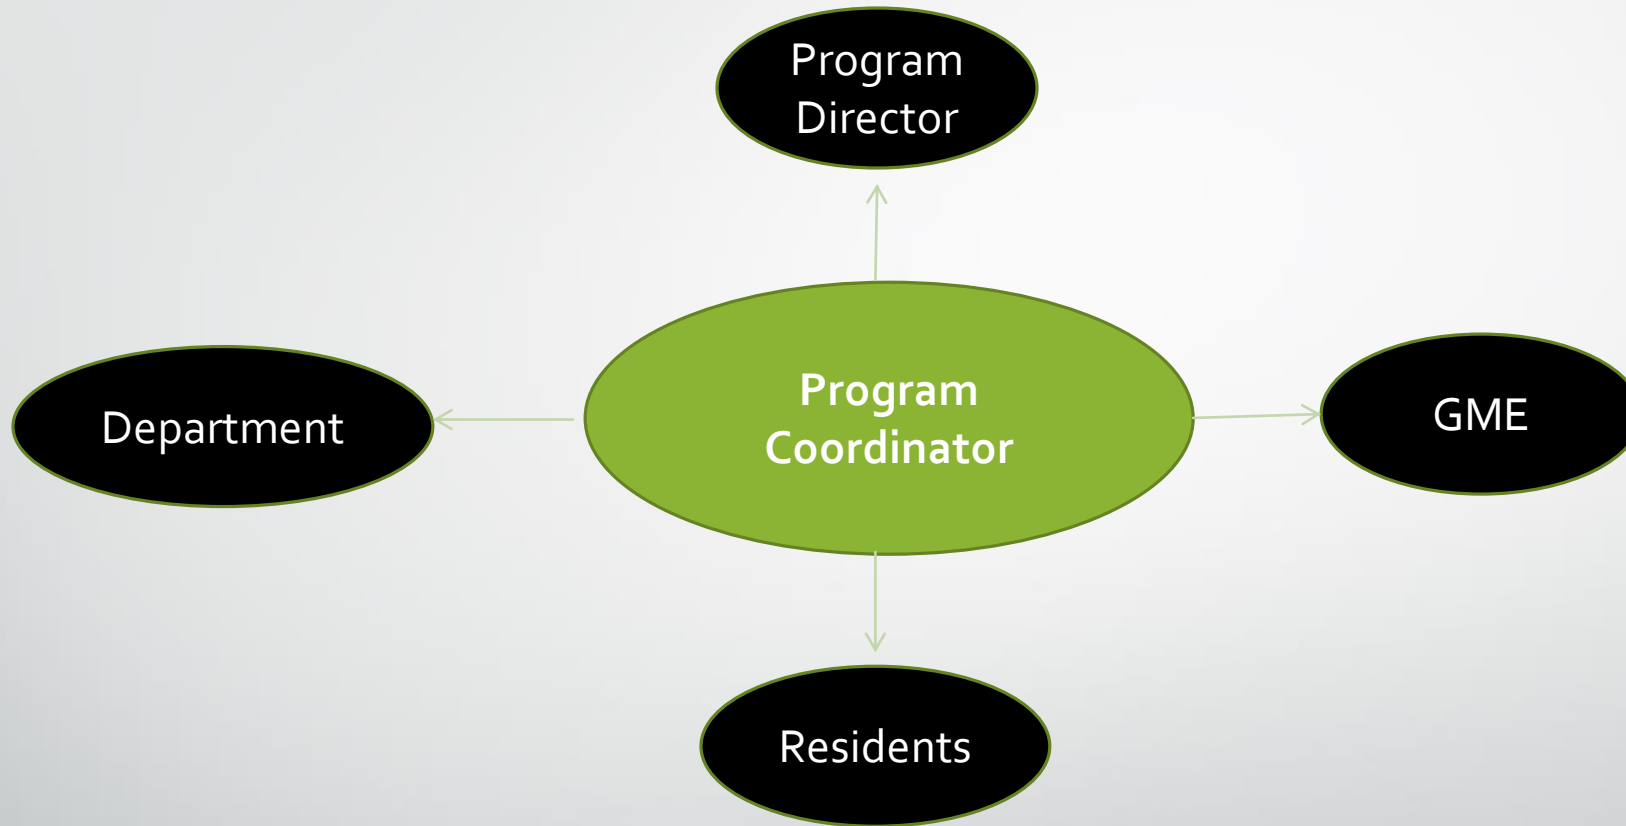 Program
Director
Department
Program
Coordinator
GME
Residents